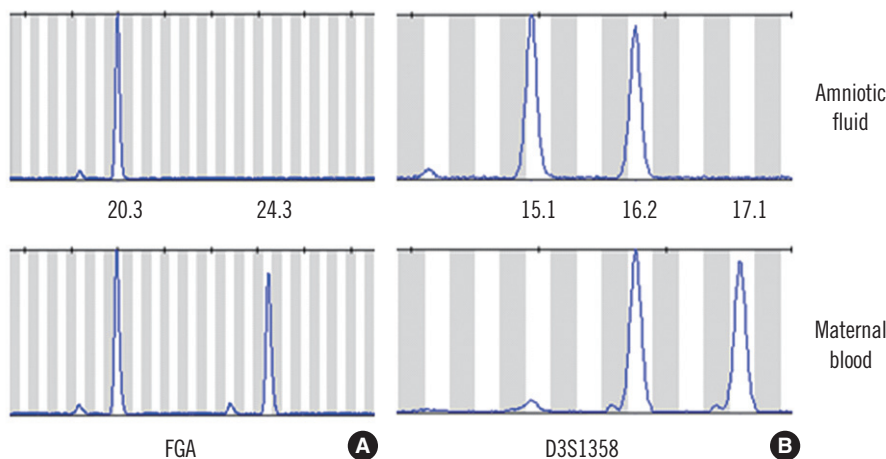 Amniotic
fluid
20.3 24.3 15.1 16.2 17.1
Maternal
blood
FGA A D3S1358 B